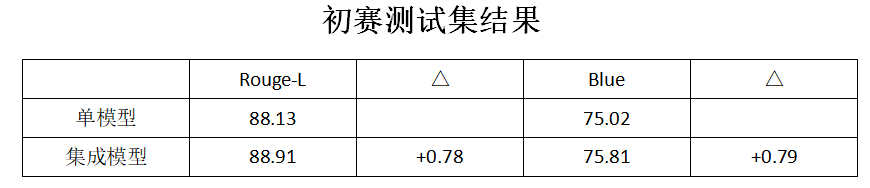 初赛测试集结果
Rouge-L △ Blue △
单模型 88.13 75.02
集成模型 88.91 +0.78 75.81 +0.79